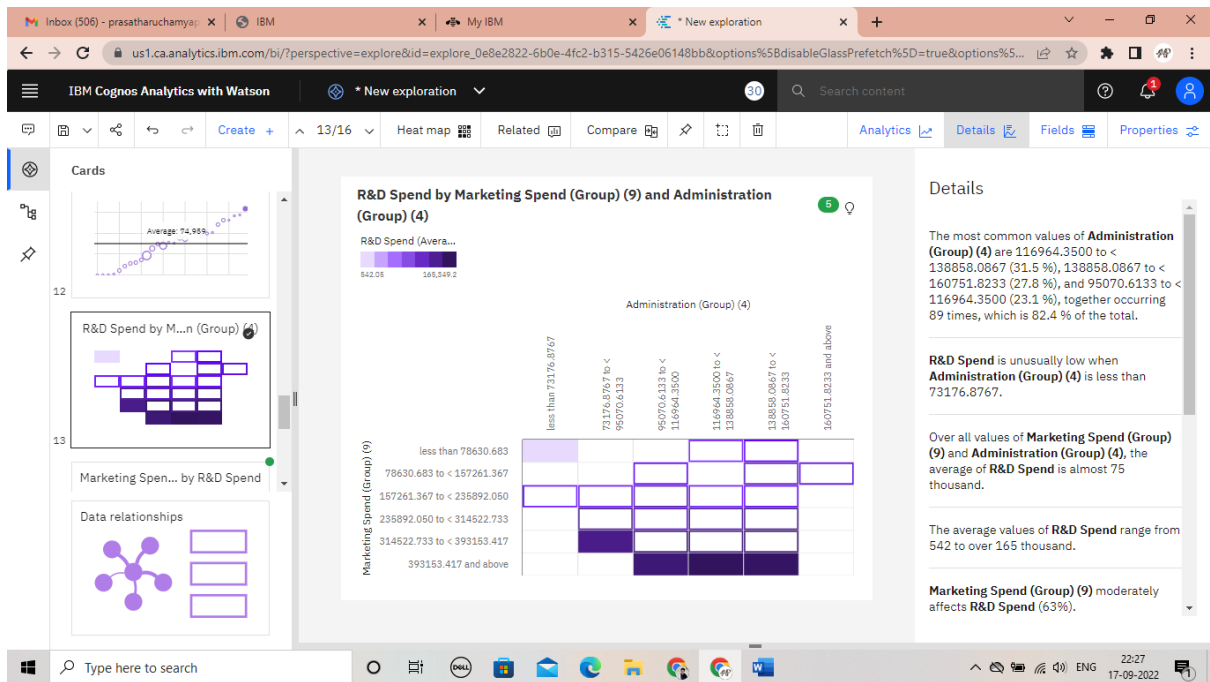 Inbox (506) - prasatharuchamyap
IBM
My IBM
* New exploration
us1.ca.analytics.ibm.com/bi/?perspective=explore&id=explore_0e8e2822-6b0e-4fc2-b315-5426e06148bb&options%5BdisableGlassPrefetch%5D=true&options%5...
IBM Cognos Analytics with Watson
* New exploration
30
Search content
1
Create +
13/16
Heat map
Related
Compare
Analytics
Details
Fields
Properties
Cards
Average: 74,959
12
R&D Spend by M...n (Group) (4)
13
Marketing Spen... by R&D Spend
Data relationships
R&D Spend by Marketing Spend (Group) (9) and Administration
(Group) (4)
5
R&D Spend (Avera...
542.05
165,349.2
Administration (Group) (4)
less than 73176.8767
73176.8767 to <
95070.6133
95070.6133 to <
116964.3500
116964.3500 to <
138858.0867
138858.0867 to <
160751.8233
160751.8233 and above
Marketing Spend (Group) (9)
less than 78630.683
78630.683 to < 157261.367
157261.367 to < 235892.050
235892.050 to < 314522.733
314522.733 to < 393153.417
393153.417 and above
Details
The most common values of Administration
(Group) (4) are 116964.3500 to <
138858.0867 (31.5 %), 138858.0867 to <
160751.8233 (27.8 %), and 95070.6133 to <
116964.3500 (23.1 %), together occurring
89 times, which is 82.4 % of the total.
R&D Spend is unusually low when
Administration (Group) (4) is less than
73176.8767.
Over all values of Marketing Spend (Group)
(9) and Administration (Group) (4), the
average of R&D Spend is almost 75
thousand.
The average values of R&D Spend range from
542 to over 165 thousand.
Marketing Spend (Group) (9) moderately
affects R&D Spend (63%).
Type here to search
DELL
ENG
22:27
17-09-2022
1